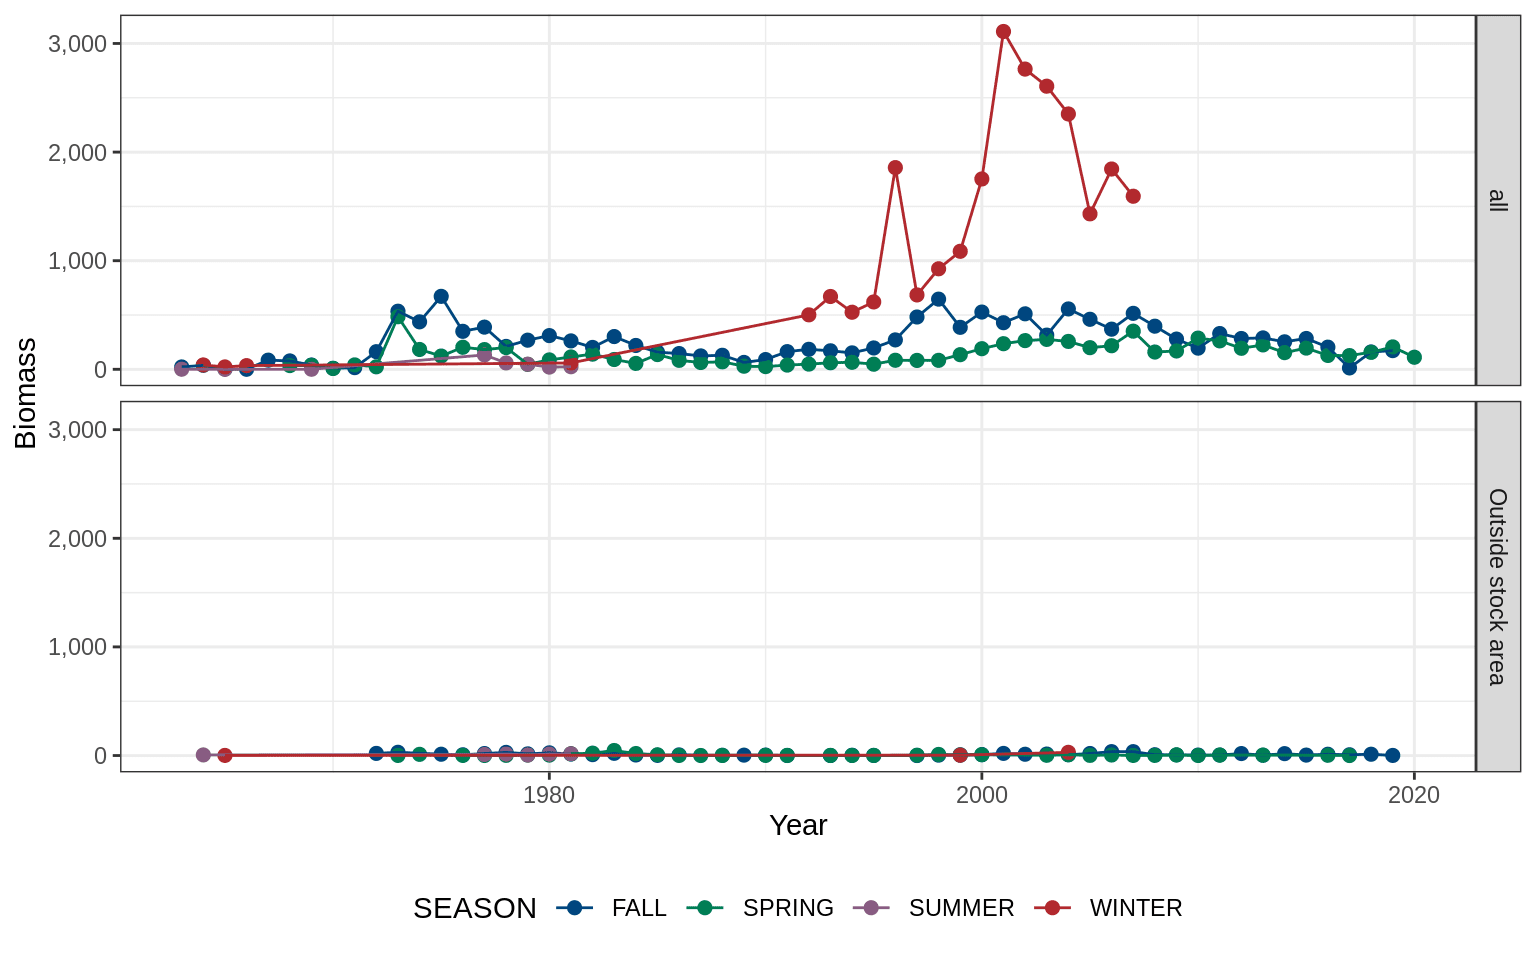 3,000
2,000
1,000
0
all
3,000
2,000
1,000
0
Outside stock area
Biomass
1980 2000 2020
Year
SEASON FALL SPRING SUMMER WINTER